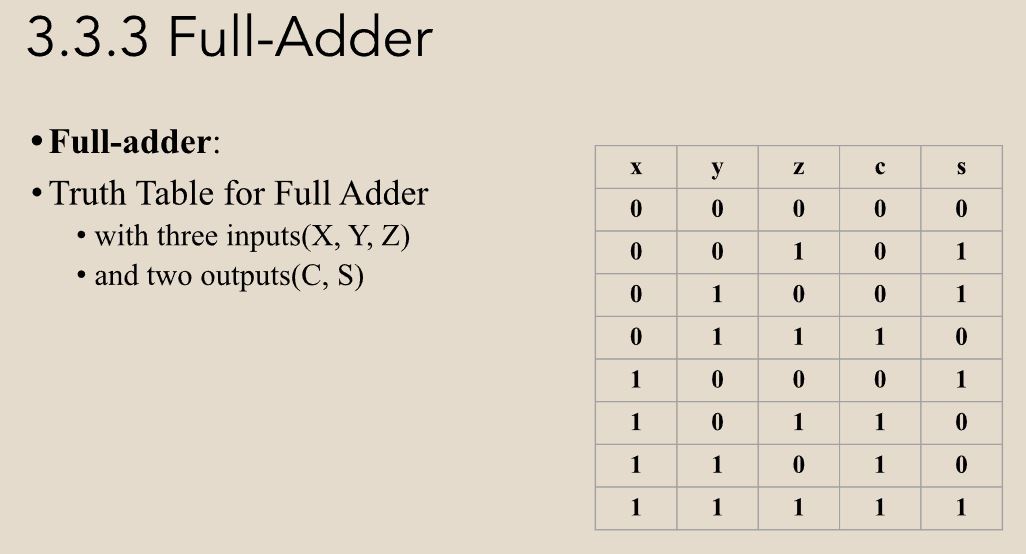 3.3.3 Full-Adder
• Full-adder:
• Truth Table for Full Adder
• with three inputs(X, Y, Z)
• and two outputs(C, S)
x y z c s
0 0 0 0 0
0 0 1 0 1
0 1 0 0 1
0 1 1 1 0
1 0 0 0 1
1 0 1 1 0
1 1 0 1 0
1 1 1 1 1